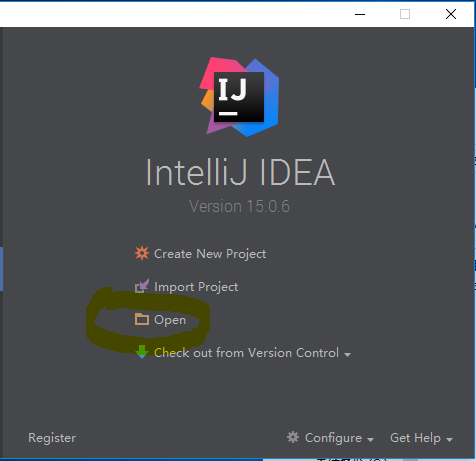 IJ
IntelliJ IDEA
Version 15.0.6
Create New Project
Import Project
Open
Check out from Version Control
Register
Configure
Get Help